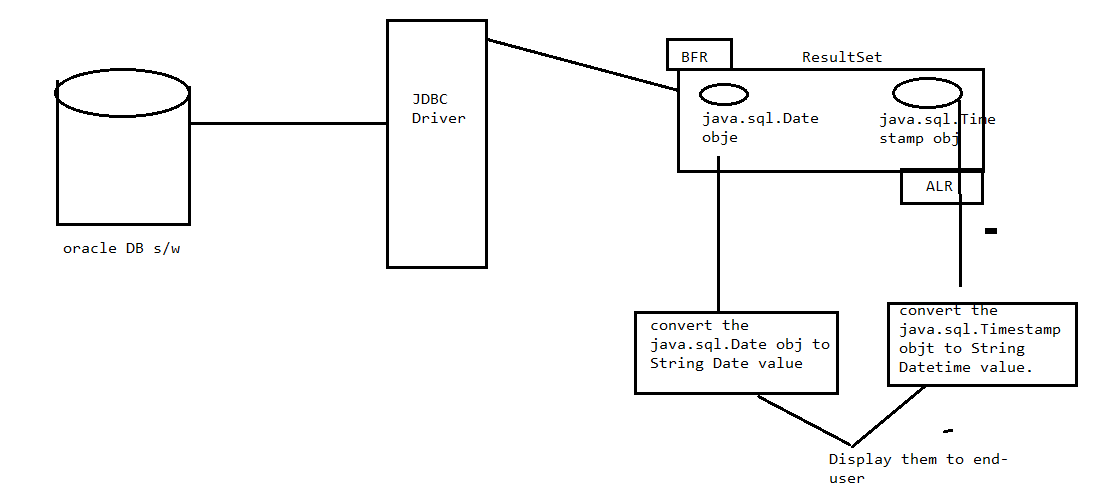 BFR
ResultSet
JDBC
Driver
java.sql.Date
obje
java.sql.Time
stamp obj
ALR
oracle DB s/w
convert the
java.sql.Date obj to
String Date value
convert the
java.sql.Timestamp
objt to String
Datetime value.
Display them to end-
user